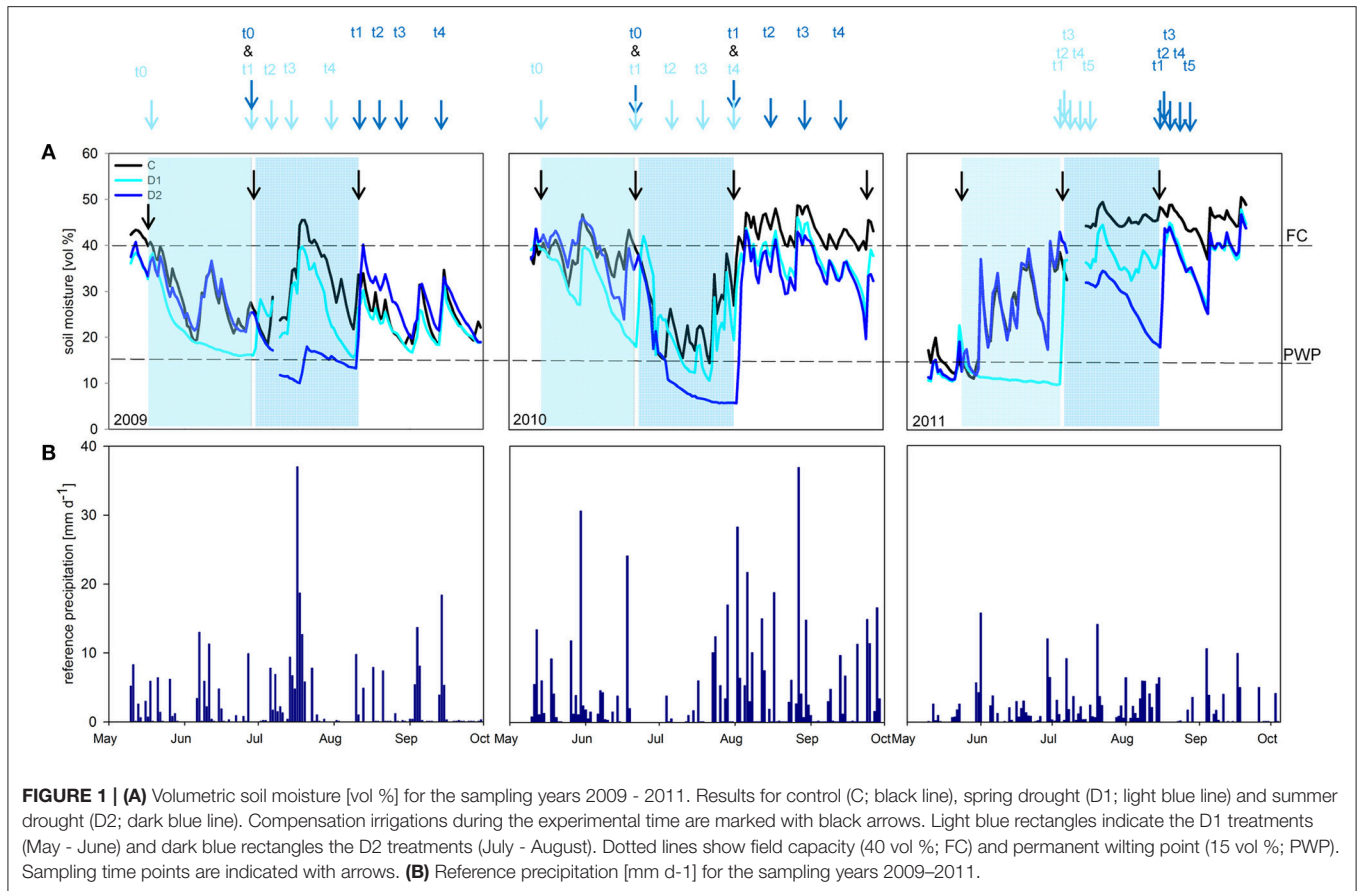 t0 t1 t2 t3 t4 t0 t1 t2 t3 t4 t3 t3
& & & t2 t4 t2 t4
t0 t1 t2 t3 t4 t0 t1 t2 t3 t4 t1 t5 t1 t5
A
60
50
40
30
20
10
0
soil moisture [vol %]
C
D1
D2
2009
2010
2011
FC
PWP
B
40
30
20
10
0
reference precipitation [mm d⁻¹]
May Jun Jul Aug Sep Oct
May Jun Jul Aug Sep Oct
May Jun Jul Aug Sep Oct
FIGURE 1 | (A) Volumetric soil moisture [vol %] for the sampling years 2009 - 2011. Results for control (C; black line), spring drought (D1; light blue line) and summer
drought (D2; dark blue line). Compensation irrigations during the experimental time are marked with black arrows. Light blue rectangles indicate the D1 treatments
(May - June) and dark blue rectangles the D2 treatments (July - August). Dotted lines show field capacity (40 vol %; FC) and permanent wilting point (15 vol %; PWP).
Sampling time points are indicated with arrows. (B) Reference precipitation [mm d-1] for the sampling years 2009–2011.